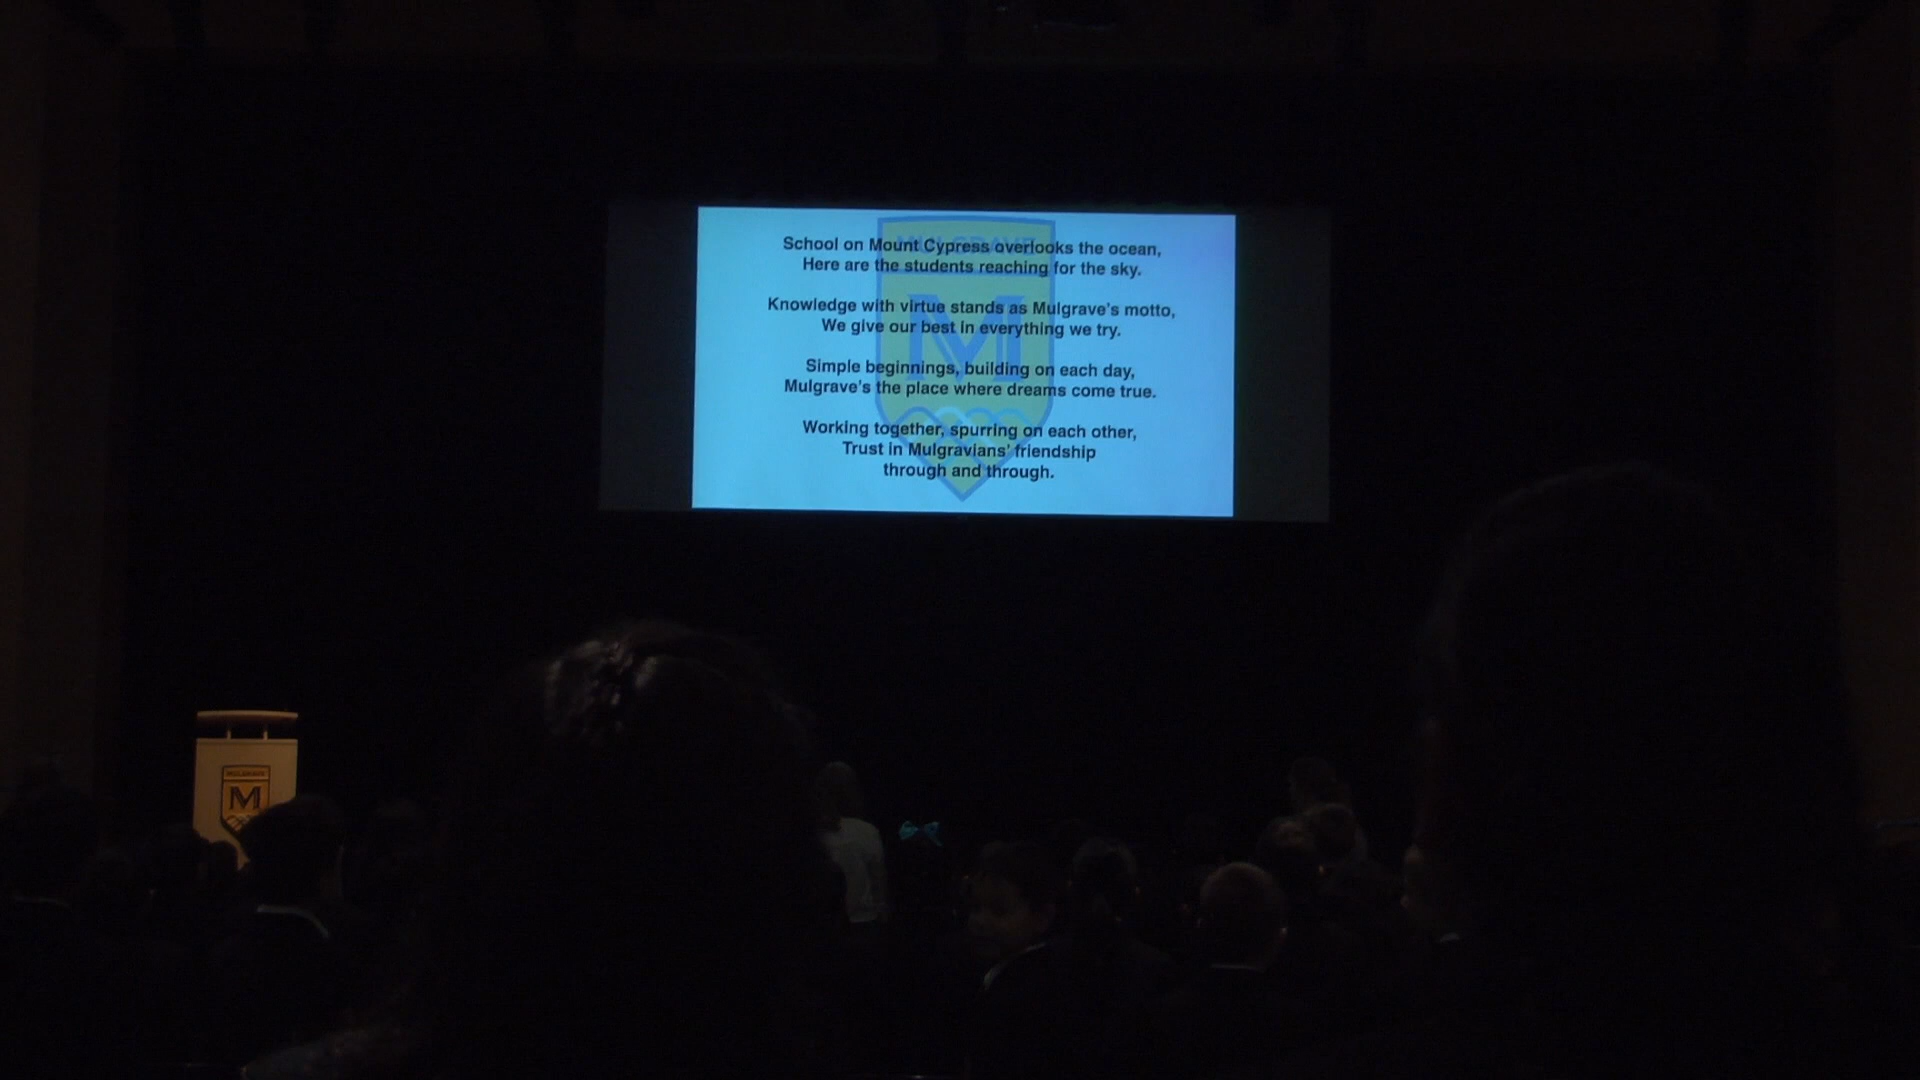 MULGRAVE
M
School on Mount Cypress overlooks the ocean,
Here are the students reaching for the sky.
Knowledge with virtue stands as Mulgrave's motto,
We give our best in everything we try.
Simple beginnings, building on each day,
Mulgrave's the place where dreams come true.
Working together, spurring on each other,
Trust in Mulgravians' friendship
through and through.
MULGRAVE
M